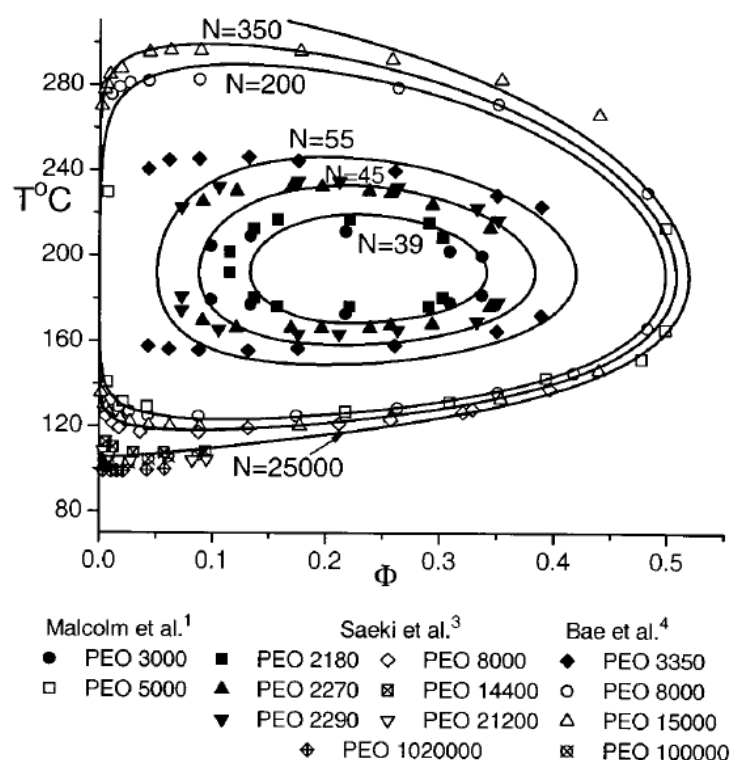 N=350
280
N=200
N=55
240
N=45
T°C
200
N=39
160
120
N=25000
80
0.0 0.1 0.2 0.3 0.4 0.5
Φ
Malcolm et al.¹ Saeki et al.³ Bae et al.⁴
PEO 3000 PEO 2180 PEO 8000 PEO 3350
PEO 5000 PEO 2270 PEO 14400 PEO 8000
PEO 2290 PEO 21200 PEO 15000
PEO 1020000 PEO 100000